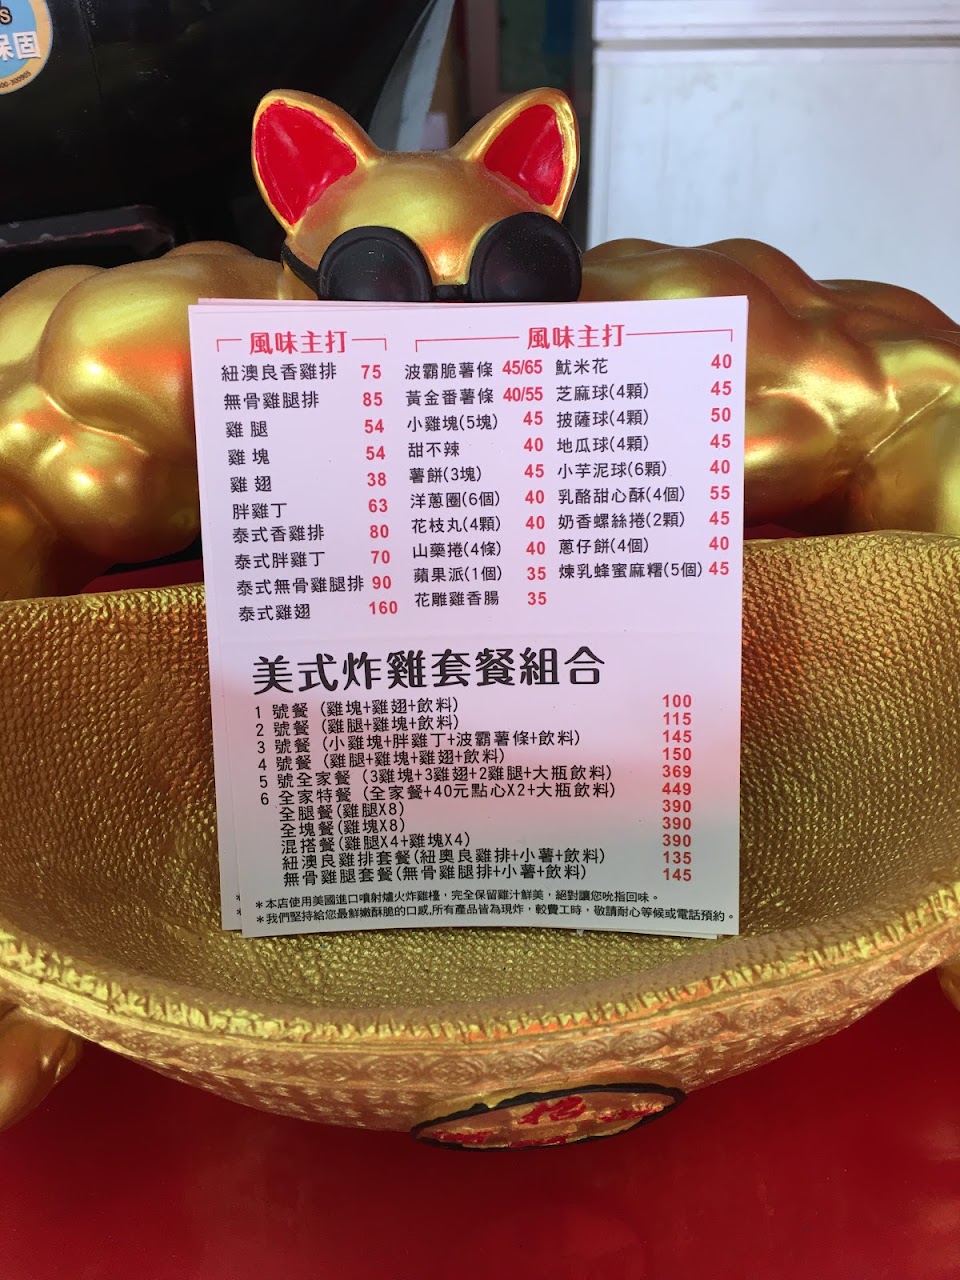 保固
風味主打
紐澳良香雞排 75
無骨雞腿排 85
雞腿 54
雞塊 54
雞翅 38
胖雞丁 63
泰式香雞排 80
泰式胖雞丁 70
泰式無骨雞腿排 90
泰式雞翅 160
風味主打
波霸脆薯條 45/65
黃金番薯條 40/55
小雞塊(5塊) 45
甜不辣 40
薯餅(3塊) 45
洋蔥圈(6個) 40
花枝丸(4顆) 40
山藥捲(4條) 40
蘋果派(1個) 35
花雕雞香腸 35
魷米花 40
芝麻球(4顆) 45
披薩球(4顆) 50
地瓜球(4顆) 45
小芋泥球(6顆) 40
乳酪甜心酥(4個) 55
奶香螺絲捲(2顆) 45
蔥仔餅(4個) 40
煉乳蜂蜜麻糬(5個) 45
美式炸雞套餐組合
1 號餐 (雞塊+雞翅+飲料) 100
2 號餐 (雞腿+雞塊+飲料) 115
3 號餐 (小雞塊+胖雞丁+波霸薯條+飲料) 145
4 號餐 (雞腿+雞塊+雞翅+飲料) 150
5 號全家餐 (3雞塊+3雞翅+2雞腿+大瓶飲料) 369
6 全家特餐 (全家餐+40元點心X2+大瓶飲料) 449
全腿餐(雞腿X8) 390
全塊餐(雞塊X8) 390
混搭餐(雞腿X4+雞塊X4) 390
紐澳良雞排套餐(紐奧良雞排+小薯+飲料) 135
無骨雞腿套餐(無骨雞腿排+小薯+飲料) 145
＊本店使用美國進口噴射爐火炸雞檯，完全保留雞汁鮮美，絕對讓您吮指回味。
＊我們堅持給您最鮮嫩酥脆的口感,所有產品皆為現炸，較費工時，敬請耐心等候或電話預約。